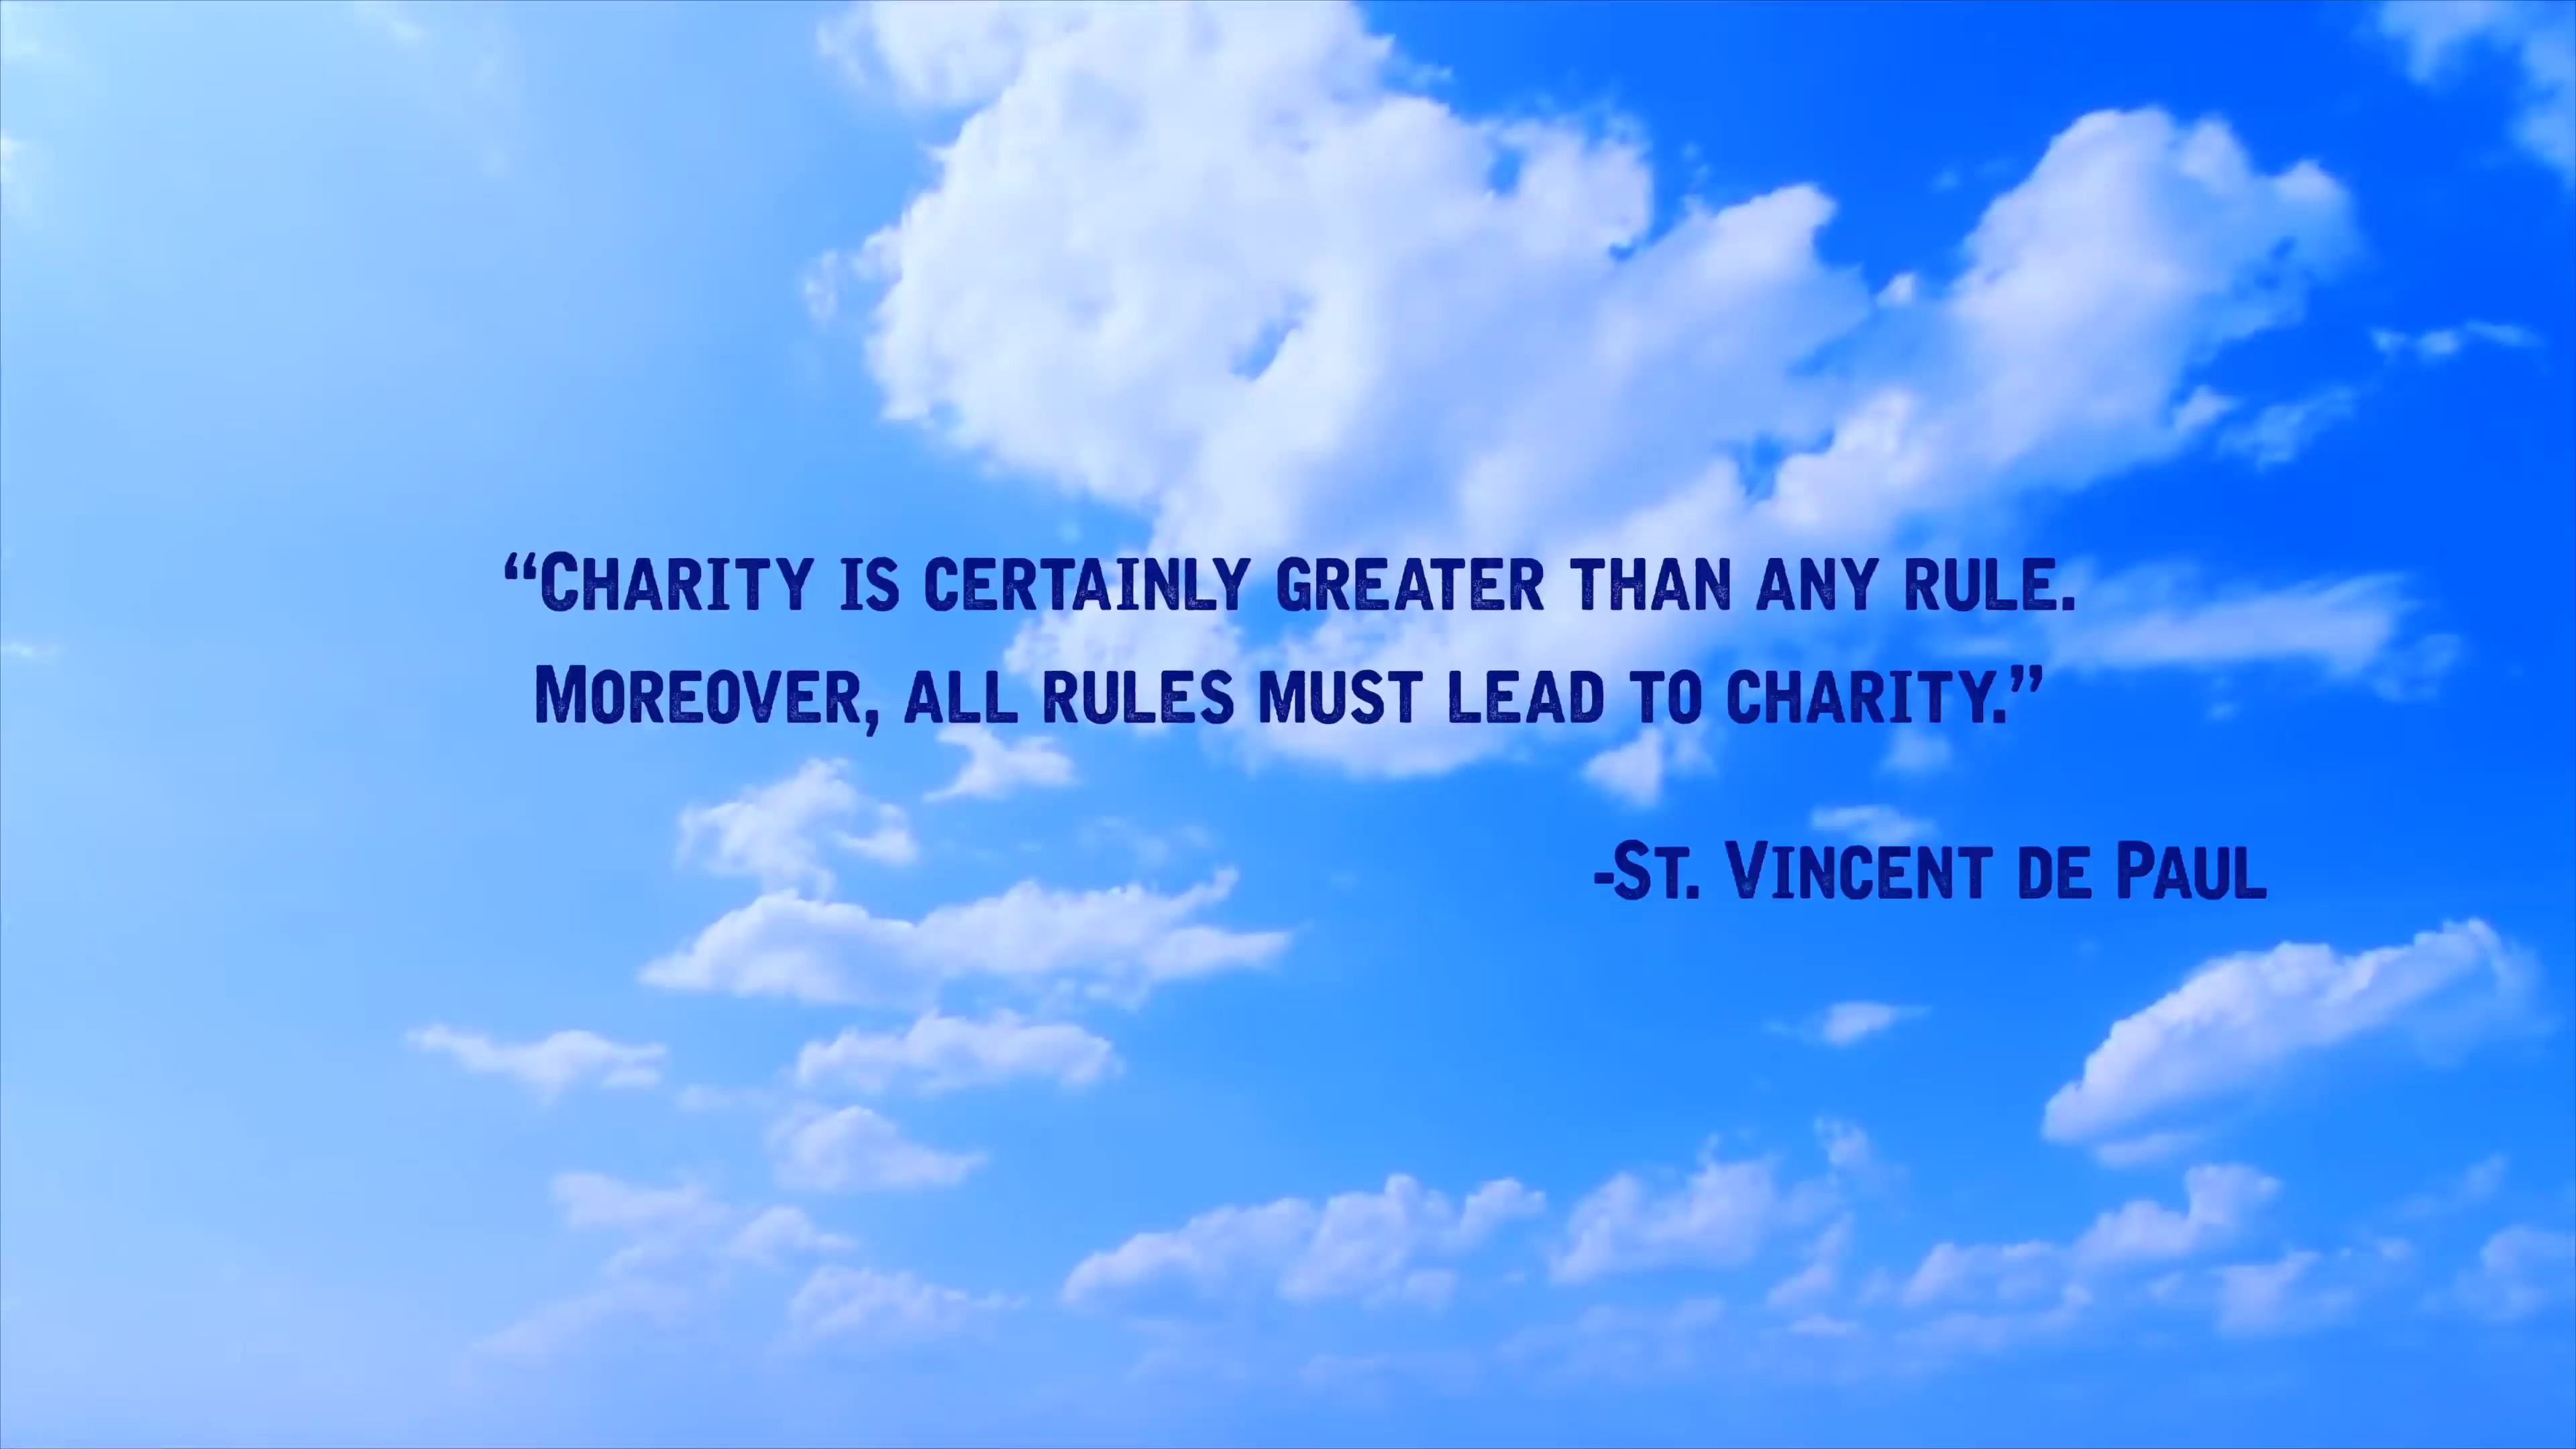 “Charity is certainly greater than any rule.
Moreover, all rules must lead to charity.”
-St. Vincent de Paul